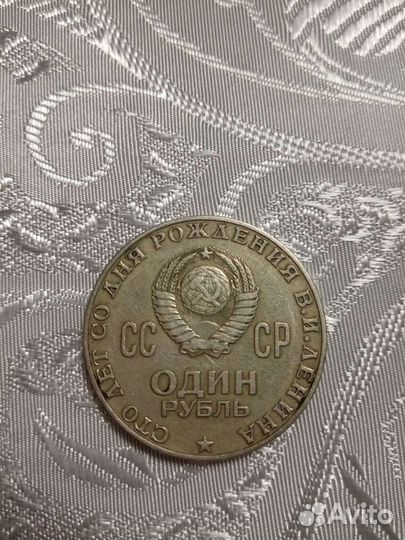 СТО ЛЕТ СО ДНЯ РОЖДЕНИЯ В.И.ЛЕНИНА
СС СР
ОДИН
РУБЛЬ
Avito